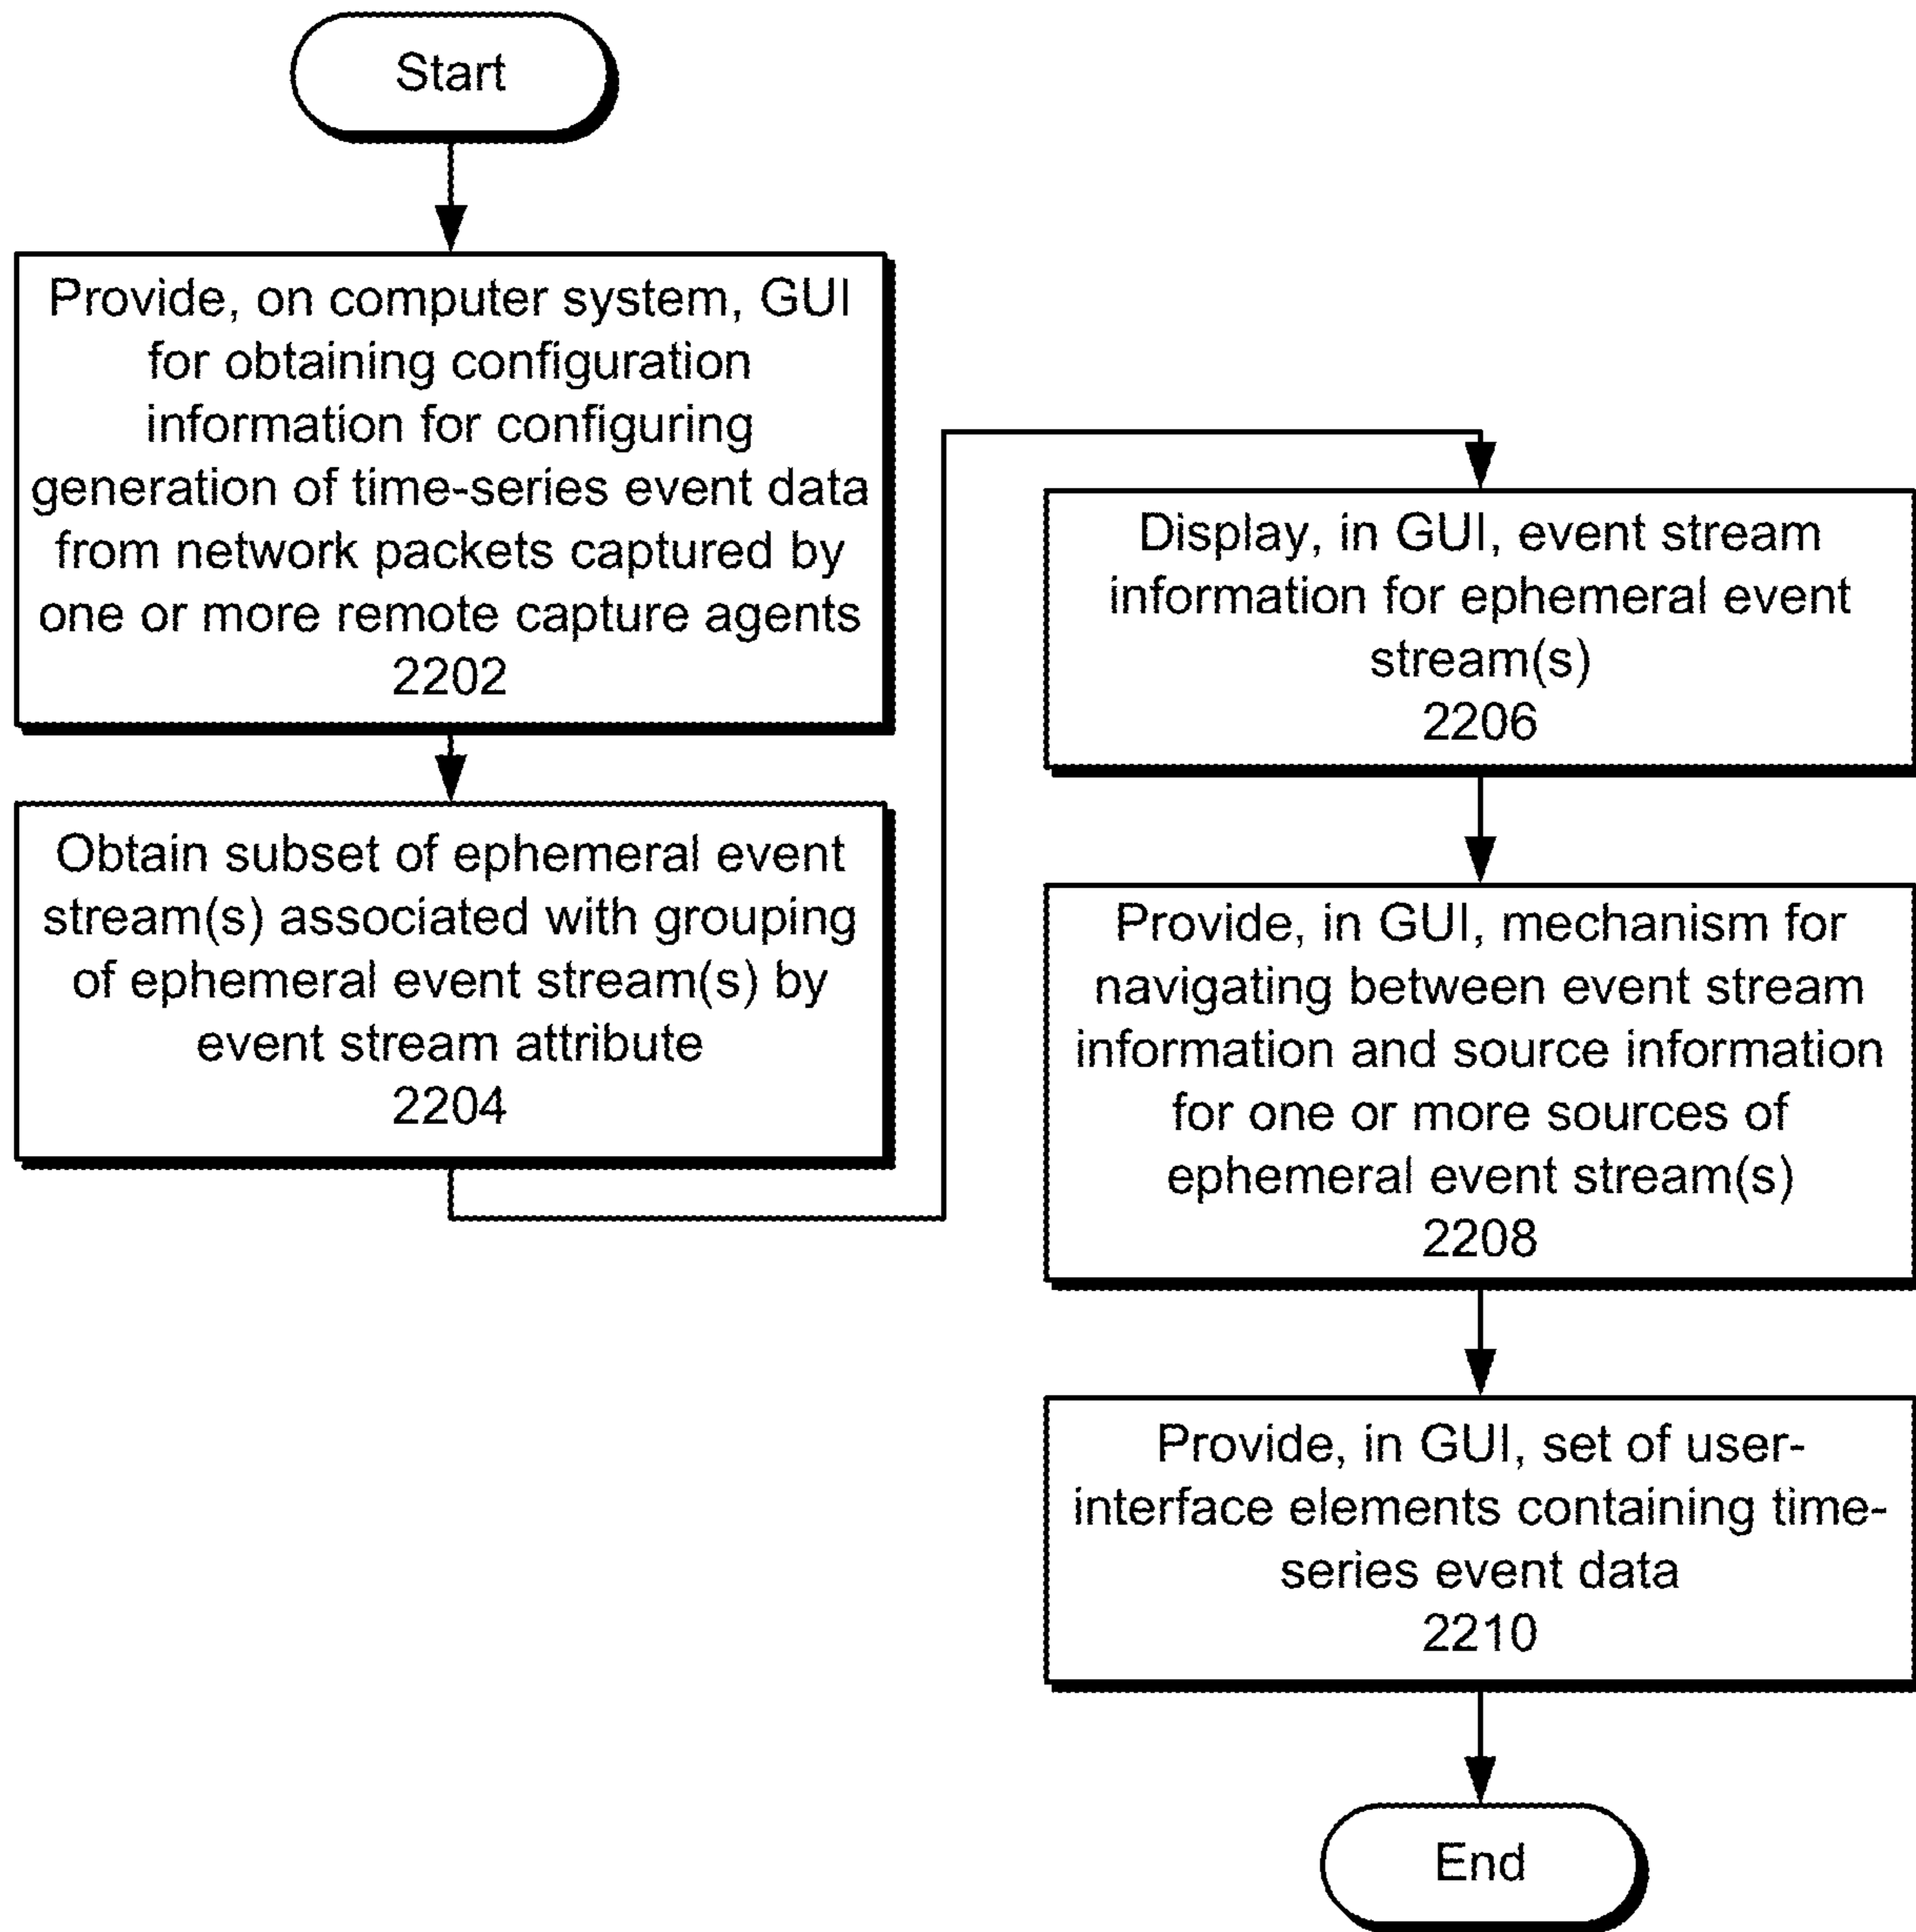 Start
Provide, on computer system, GUI
for obtaining configuration
information for configuring
generation of time-series event data
from network packets captured by
one or more remote capture agents
2202
Obtain subset of ephemeral event
stream(s) associated with grouping
of ephemeral event stream(s) by
event stream attribute
2204
Display, in GUI, event stream
information for ephemeral event
stream(s)
2206
Provide, in GUI, mechanism for
navigating between event stream
information and source information
for one or more sources of
ephemeral event stream(s)
2208
Provide, in GUI, set of user-
interface elements containing time-
series event data
2210
End